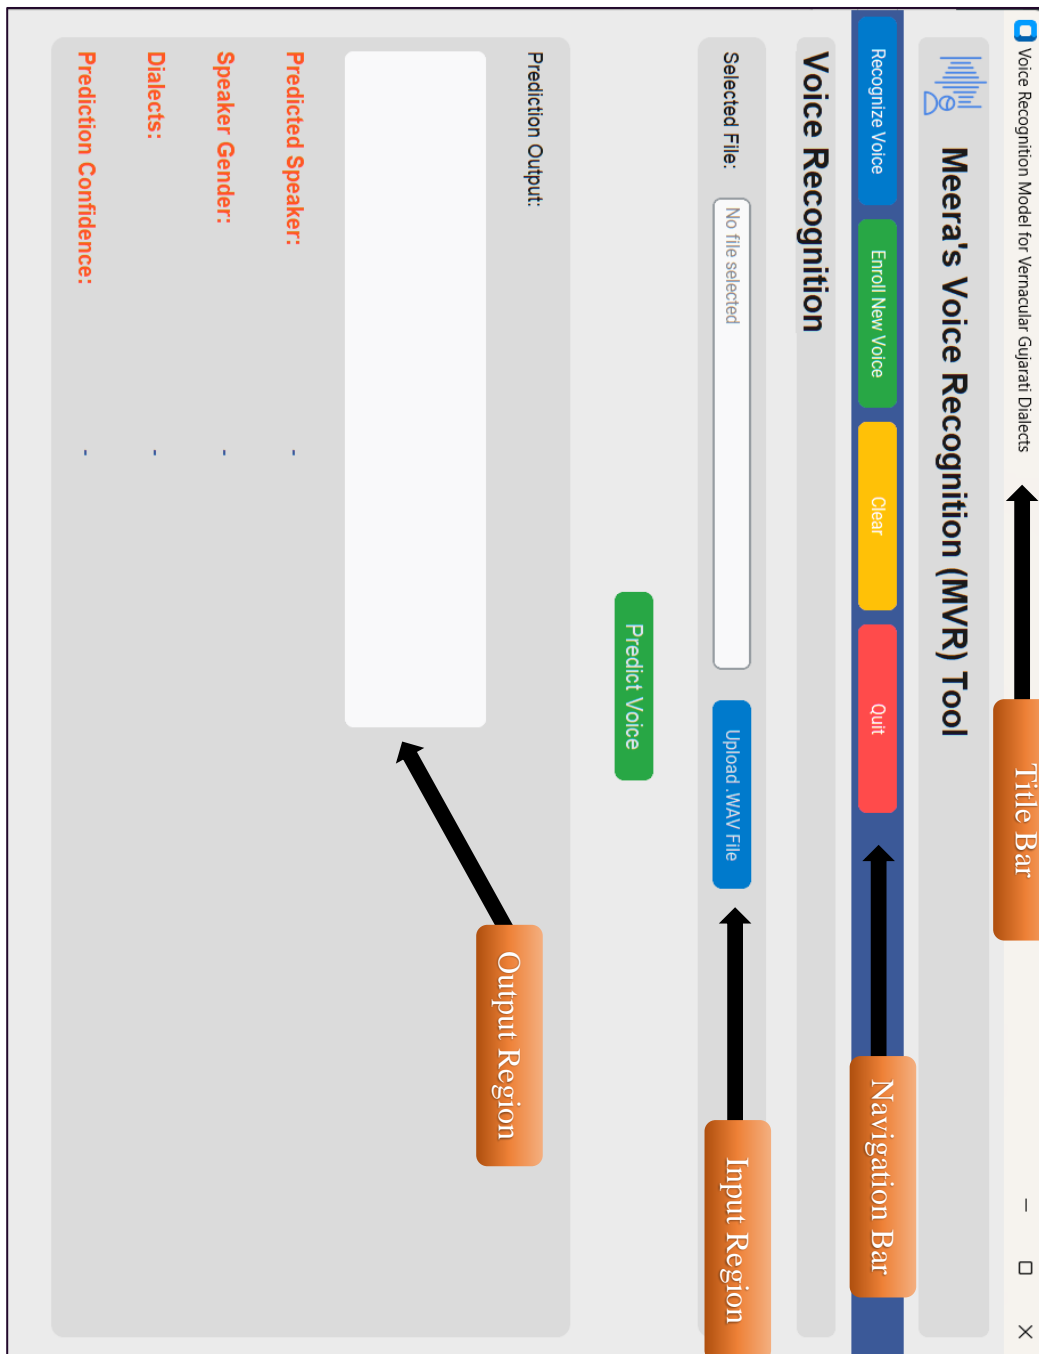 Voice Recognition Model for Vernacular Gujarati Dialects
Title Bar
Meera's Voice Recognition (MVR) Tool
Recognize Voice
Enroll New Voice
Clear
Quit
Navigation Bar
Voice Recognition
Selected File:
No file selected
Upload .WAV File
Input Region
Predict Voice
Prediction Output:
Output Region
Predicted Speaker: -
Speaker Gender: -
Dialects: -
Prediction Confidence: -